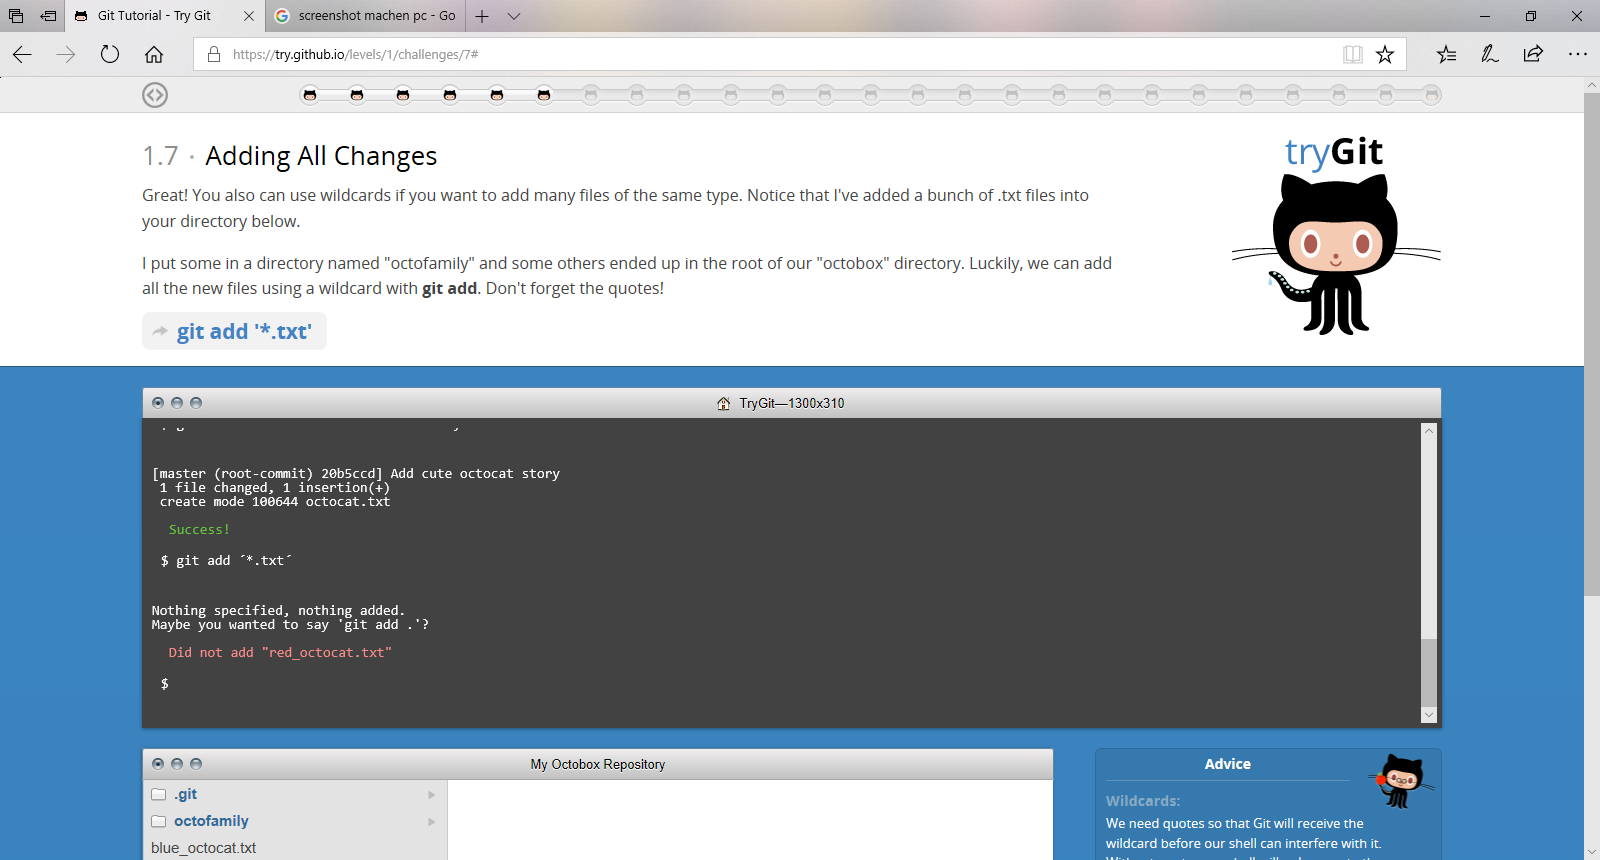 Git Tutorial - Try Git
screenshot machen pc - Go
https://try.github.io/levels/1/challenges/7#
1.7 · Adding All Changes
tryGit
Great! You also can use wildcards if you want to add many files of the same type. Notice that I've added a bunch of .txt files into
your directory below.
I put some in a directory named "octofamily" and some others ended up in the root of our "octobox" directory. Luckily, we can add
all the new files using a wildcard with git add. Don't forget the quotes!
git add '*.txt'
TryGit—1300x310
[master (root-commit) 20b5ccd] Add cute octocat story
1 file changed, 1 insertion(+)
create mode 100644 octocat.txt
Success!
$ git add ´*.txt´
Nothing specified, nothing added.
Maybe you wanted to say 'git add .'?
Did not add "red_octocat.txt"
$
My Octobox Repository
.git
octofamily
blue_octocat.txt
Advice
Wildcards:
We need quotes so that Git will receive the
wildcard before our shell can interfere with it.